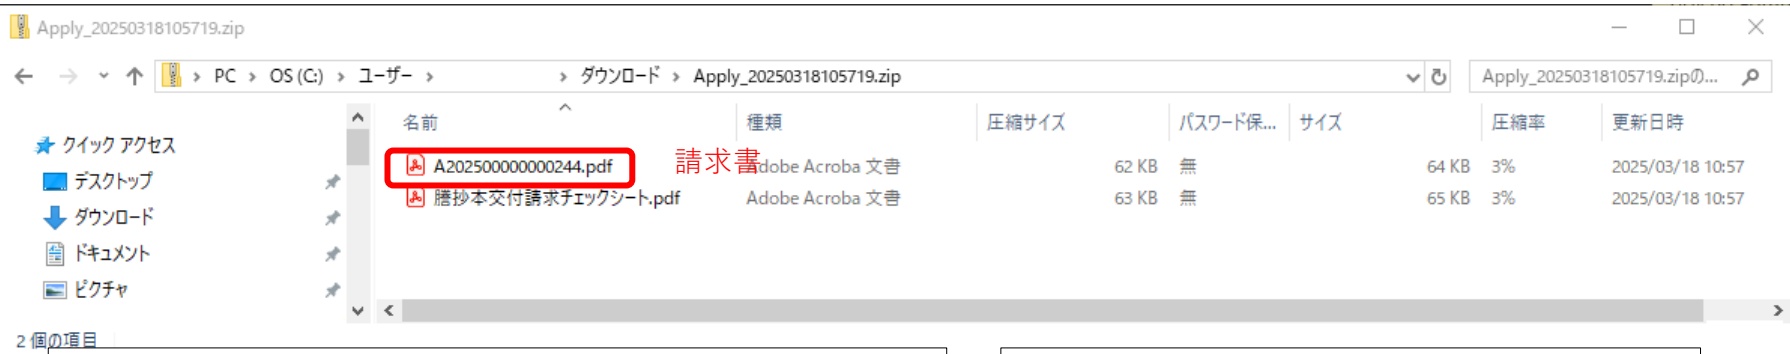 Apply_20250318105719.zip
PC > OS (C:) > ユーザー > > ダウンロード > Apply_20250318105719.zip
Apply_20250318105719.zipの...
名前 種類 圧縮サイズ パスワード保... サイズ 圧縮率 更新日時
クイック アクセス
デスクトップ
ダウンロード
ドキュメント
ピクチャ
A202500000000244.pdf 請求書 Adobe Acroba 文書 62 KB 無 64 KB 3% 2025/03/18 10:57
謄抄本交付請求チェックシート.pdf Adobe Acroba 文書 63 KB 無 65 KB 3% 2025/03/18 10:57
2 個の項目